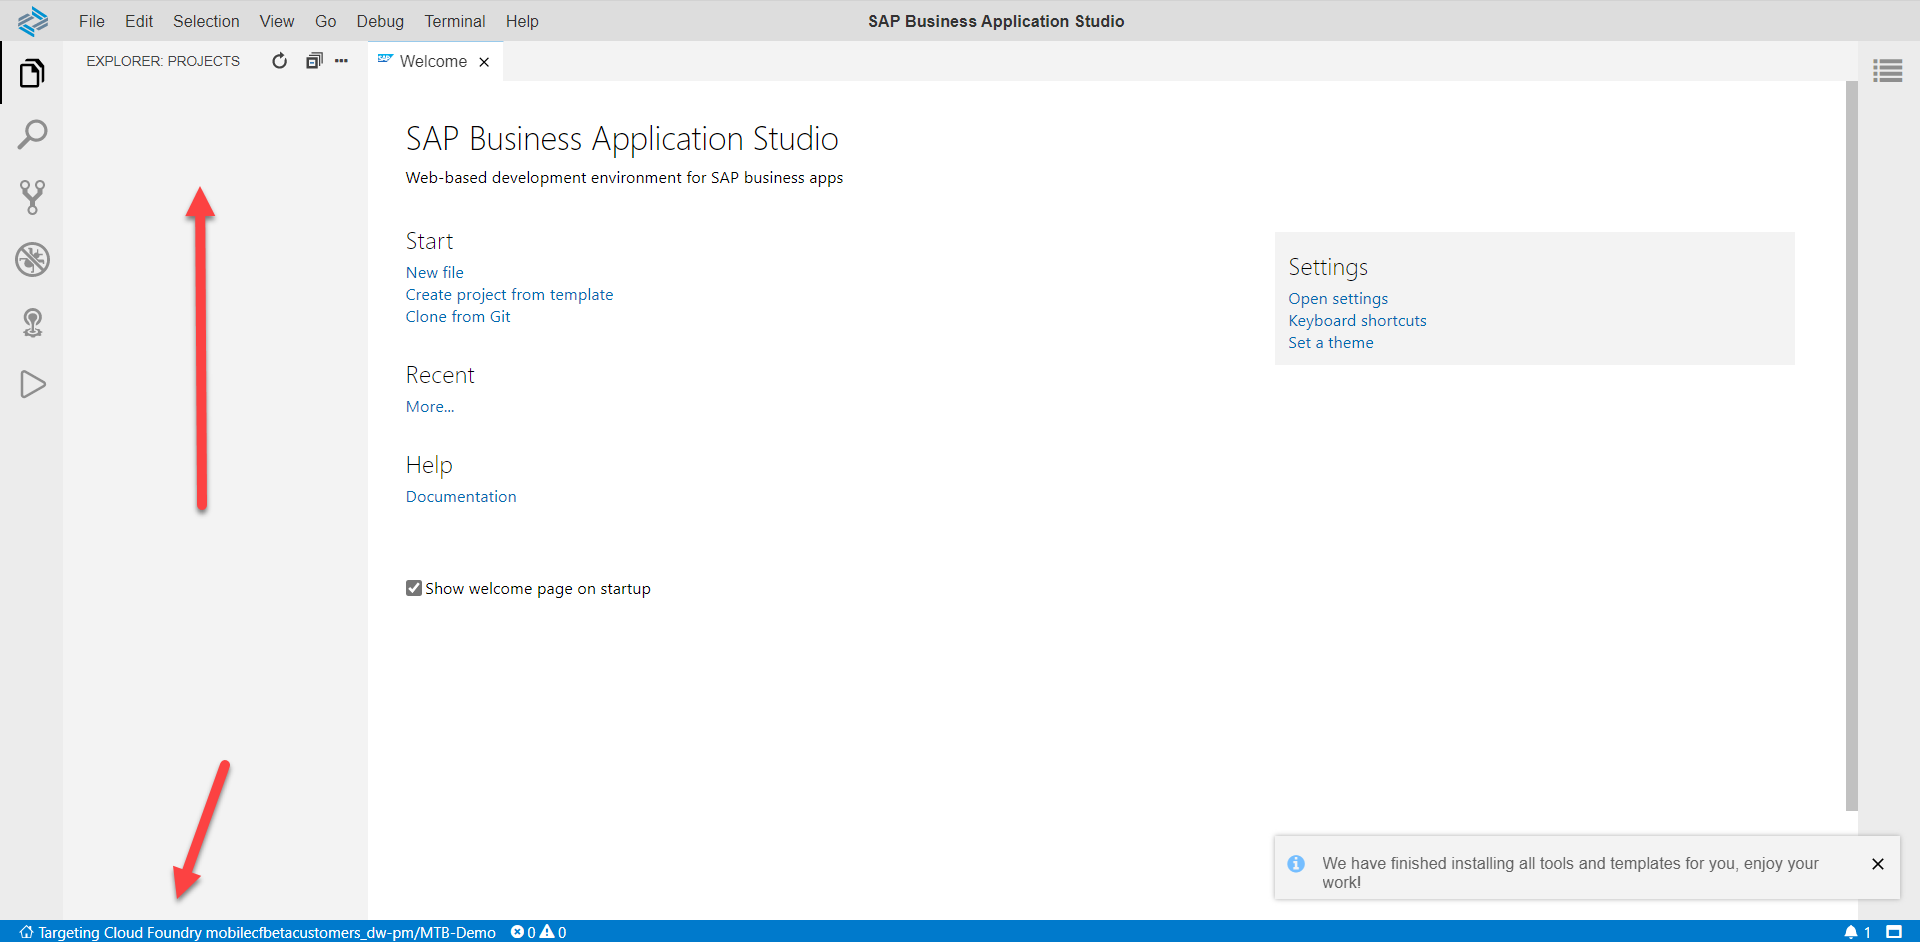 File Edit Selection View Go Debug Terminal Help
SAP Business Application Studio
EXPLORER: PROJECTS
SAP Welcome
SAP Business Application Studio
Web-based development environment for SAP business apps
Start
New file
Create project from template
Clone from Git
Recent
More...
Help
Documentation
Show welcome page on startup
Settings
Open settings
Keyboard shortcuts
Set a theme
We have finished installing all tools and templates for you, enjoy your
work!
Targeting Cloud Foundry mobilecfbetacustomers_dw-pm/MTB-Demo 0 0
1